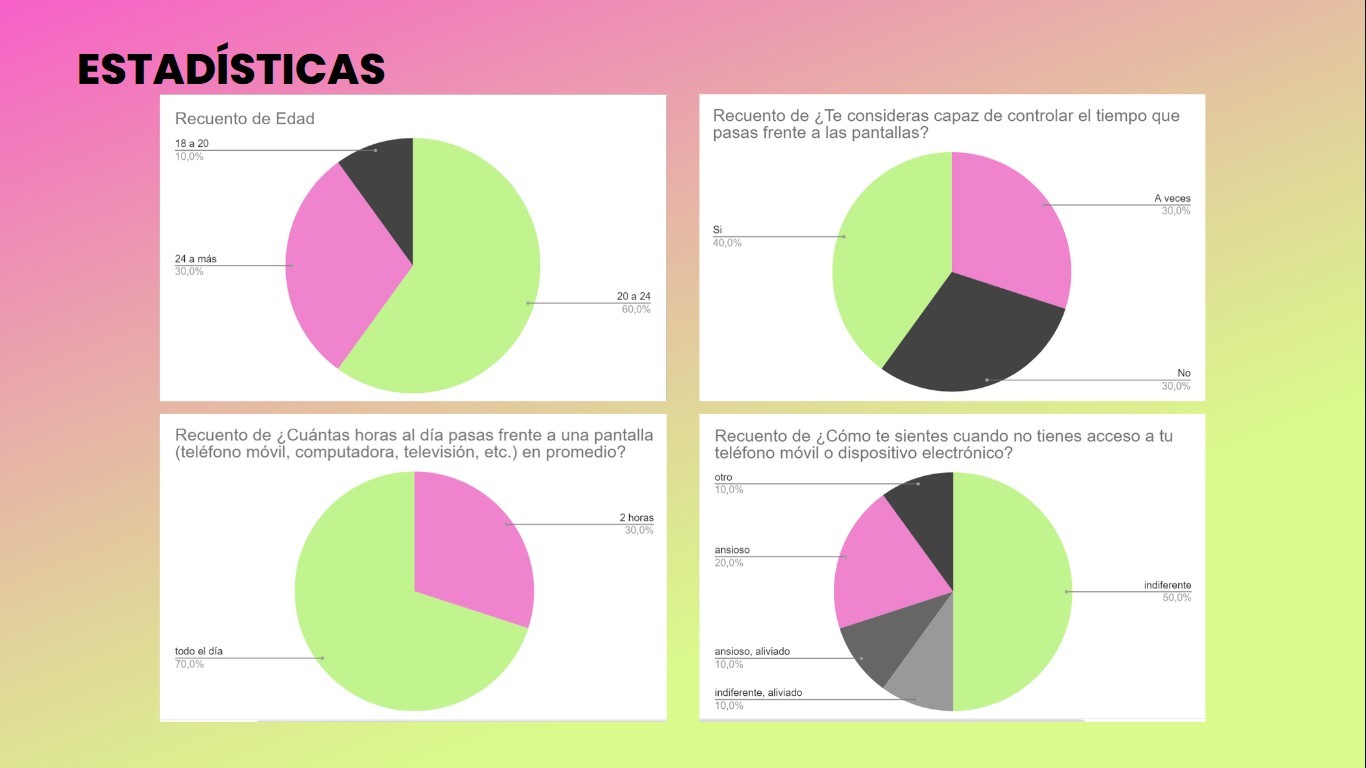 ESTADÍSTICAS
Recuento de Edad
18 a 20
10,0%
24 a más
30,0%
20 a 24
60,0%
Recuento de ¿Te consideras capaz de controlar el tiempo que
pasas frente a las pantallas?
A veces
30,0%
Si
40,0%
No
30,0%
Recuento de ¿Cuántas horas al día pasas frente a una pantalla
(teléfono móvil, computadora, televisión, etc.) en promedio?
2 horas
30,0%
todo el día
70,0%
Recuento de ¿Cómo te sientes cuando no tienes acceso a tu
teléfono móvil o dispositivo electrónico?
otro
10,0%
ansioso
20,0%
indiferente
50,0%
ansioso, aliviado
10,0%
indiferente, aliviado
10,0%